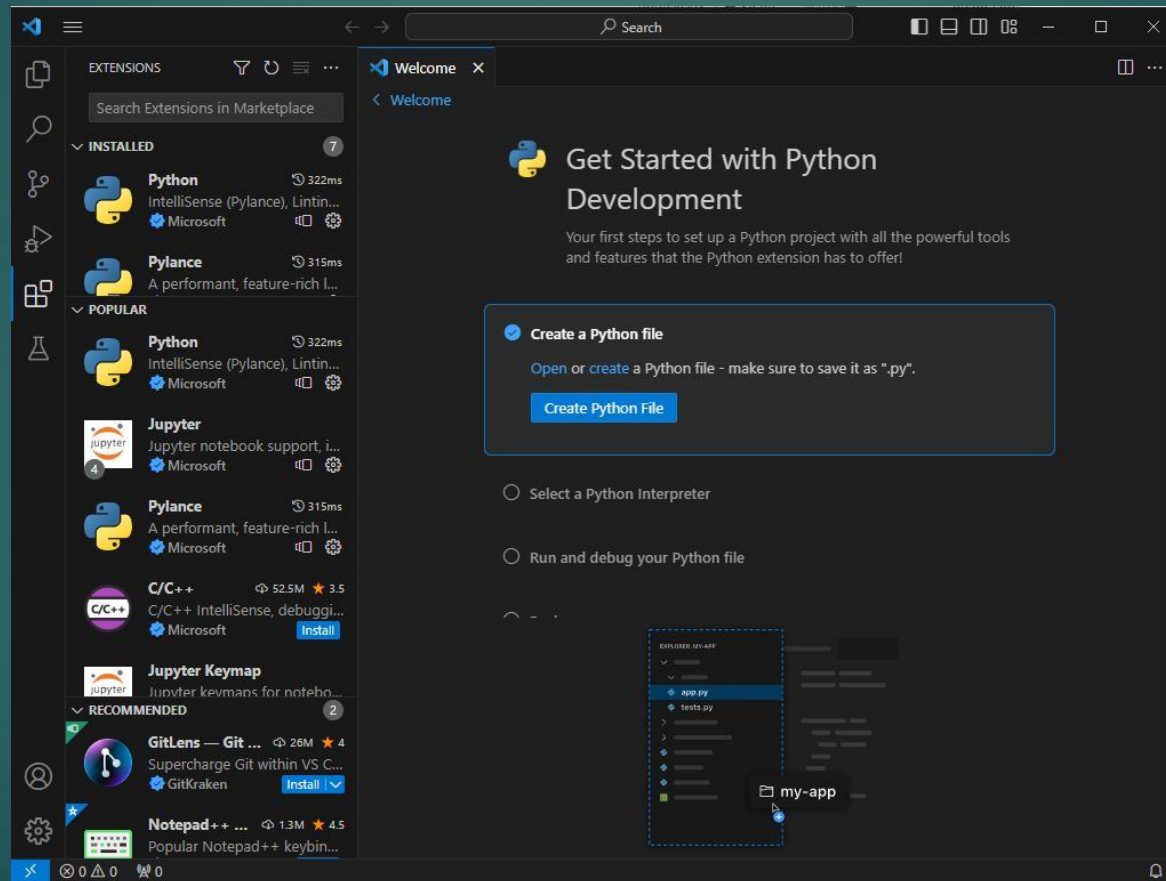 Search
EXTENSIONS
Search Extensions in Marketplace
INSTALLED
7
Python
322ms
IntelliSense (Pylance), Lintin...
Microsoft
Pylance
315ms
A performant, feature-rich l...
POPULAR
Python
322ms
IntelliSense (Pylance), Lintin...
Microsoft
Jupyter
Jupyter notebook support, i...
Microsoft
jupyter
4
Pylance
315ms
A performant, feature-rich l...
Microsoft
C/C++
52.5M
3.5
C/C++ IntelliSense, debuggi...
Microsoft
Install
C/C++
Jupyter Keymap
Jupyter keymaps for notebo...
jupyter
RECOMMENDED
2
GitLens — Git ...
26M
4
Supercharge Git within VS C...
GitKraken
Install
Notepad++ ...
1.3M
4.5
Popular Notepad++ keybin...
0
0
0
Welcome
Welcome
Get Started with Python
Development
Your first steps to set up a Python project with all the powerful tools
and features that the Python extension has to offer!
Create a Python file
Open or create a Python file - make sure to save it as ".py".
Create Python File
Select a Python Interpreter
Run and debug your Python file
EXPLORER: MY-APP
app.py
tests.py
my-app